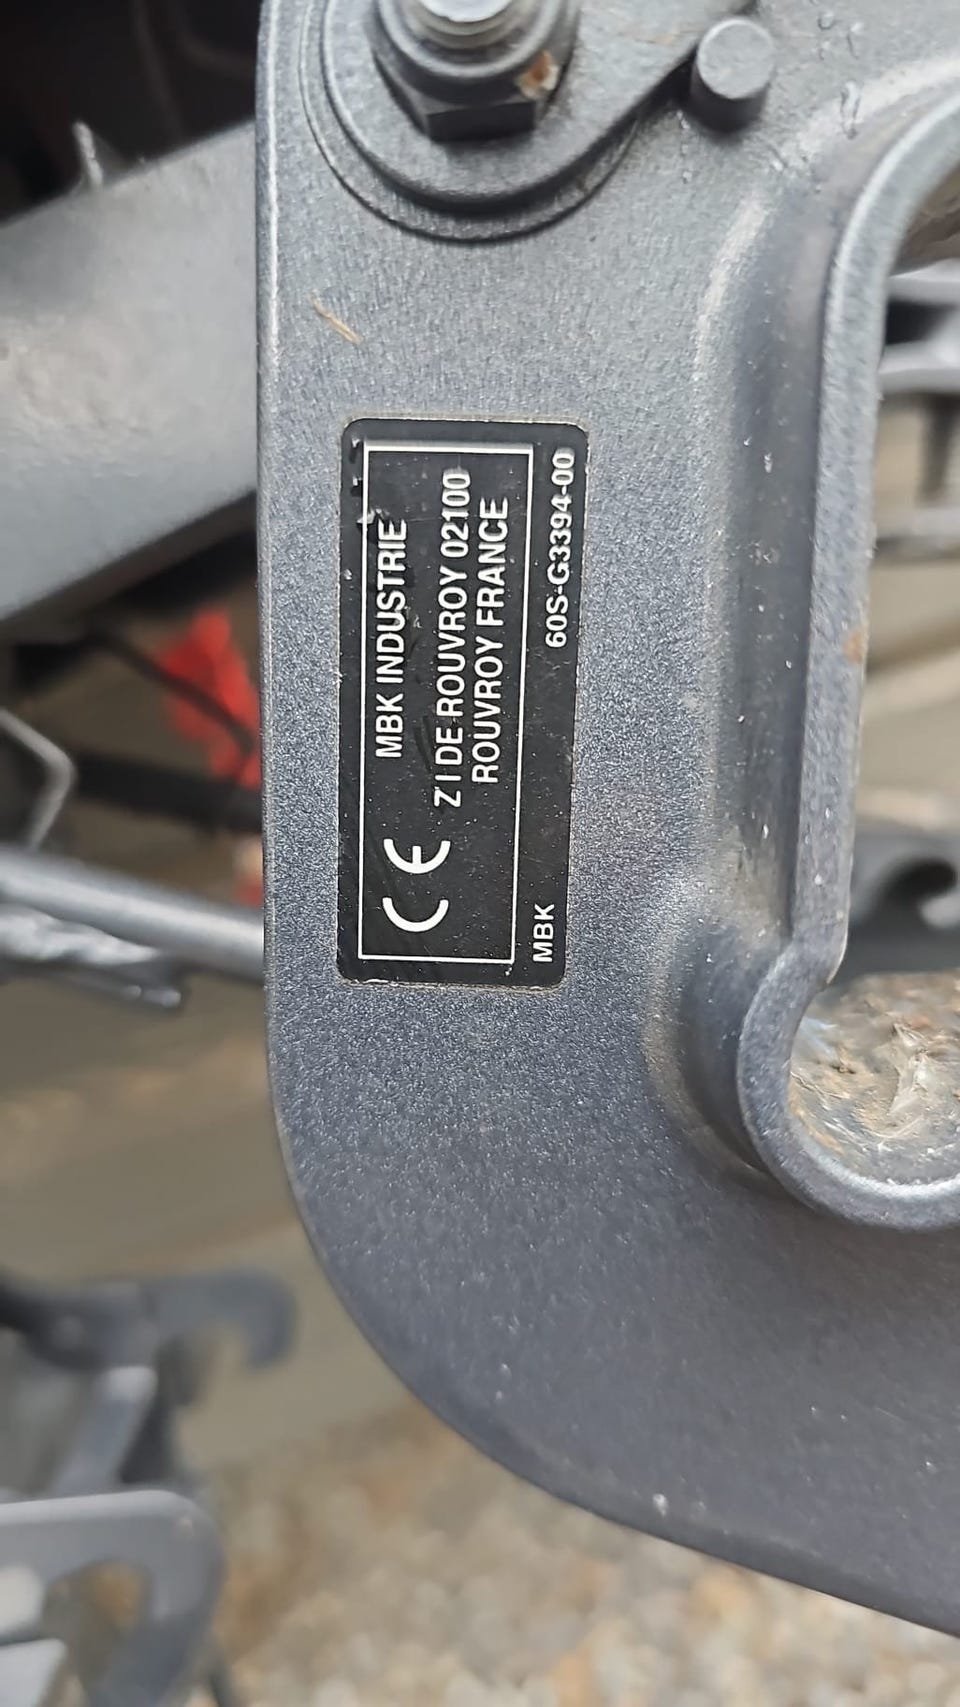 CE
MBK INDUSTRIE
Z I DE ROUVROY 02100
ROUVROY FRANCE
MBK 60S-G3394-00